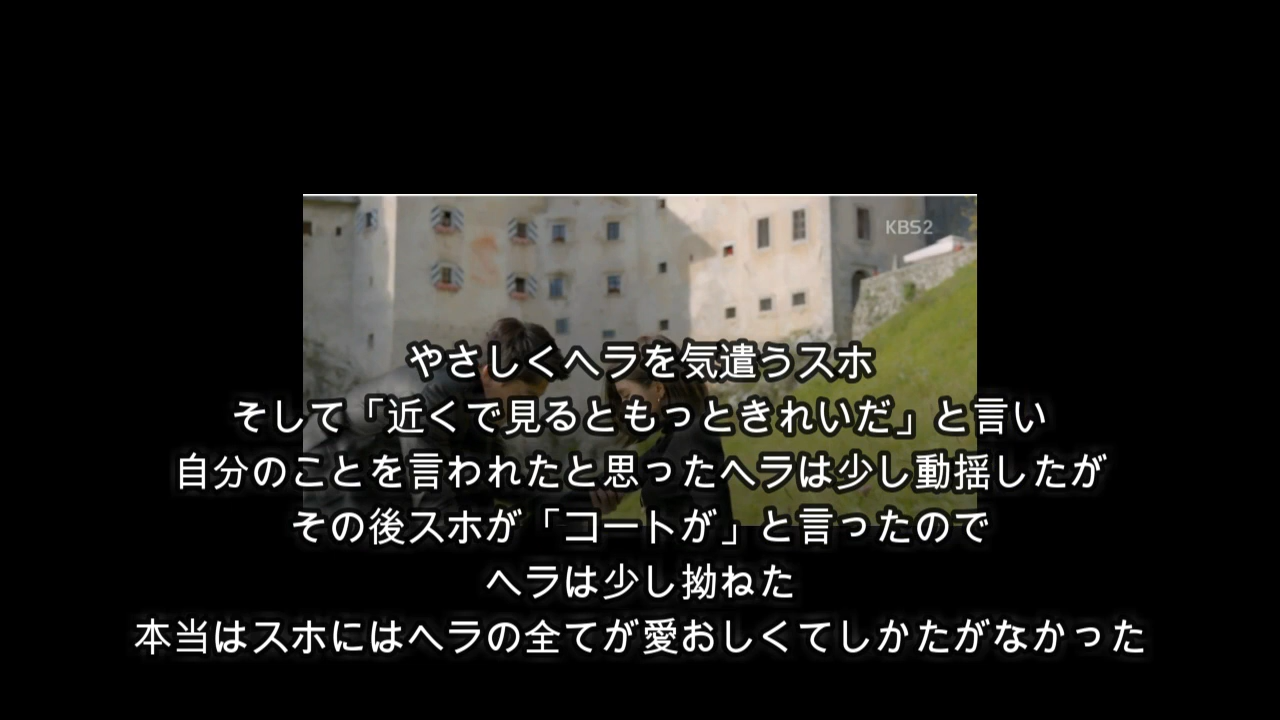 KBS2
やさしくヘラを気遣うスホ
そして「近くで見るともっときれいだ」と言い
自分のことを言われたと思ったヘラは少し動揺したが
その後スホが「コートが」と言ったので
ヘラは少し拗ねた
本当はスホにはヘラの全てが愛おしくてしかたがなかった